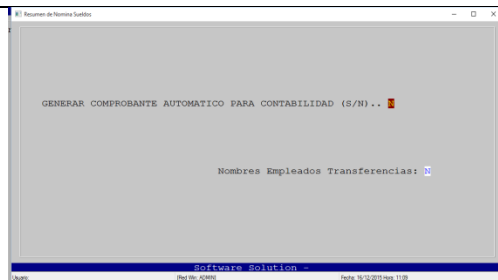 Resumen de Nomina Sueldos
GENERAR COMPROBANTE AUTOMATICO PARA CONTABILIDAD (S/N).. N
Nombres Empleados Transferencias: N
Software Solution -
Usuario: [Red Win: ADMIN] Fecha: 16/12/2015 Hora: 11:09